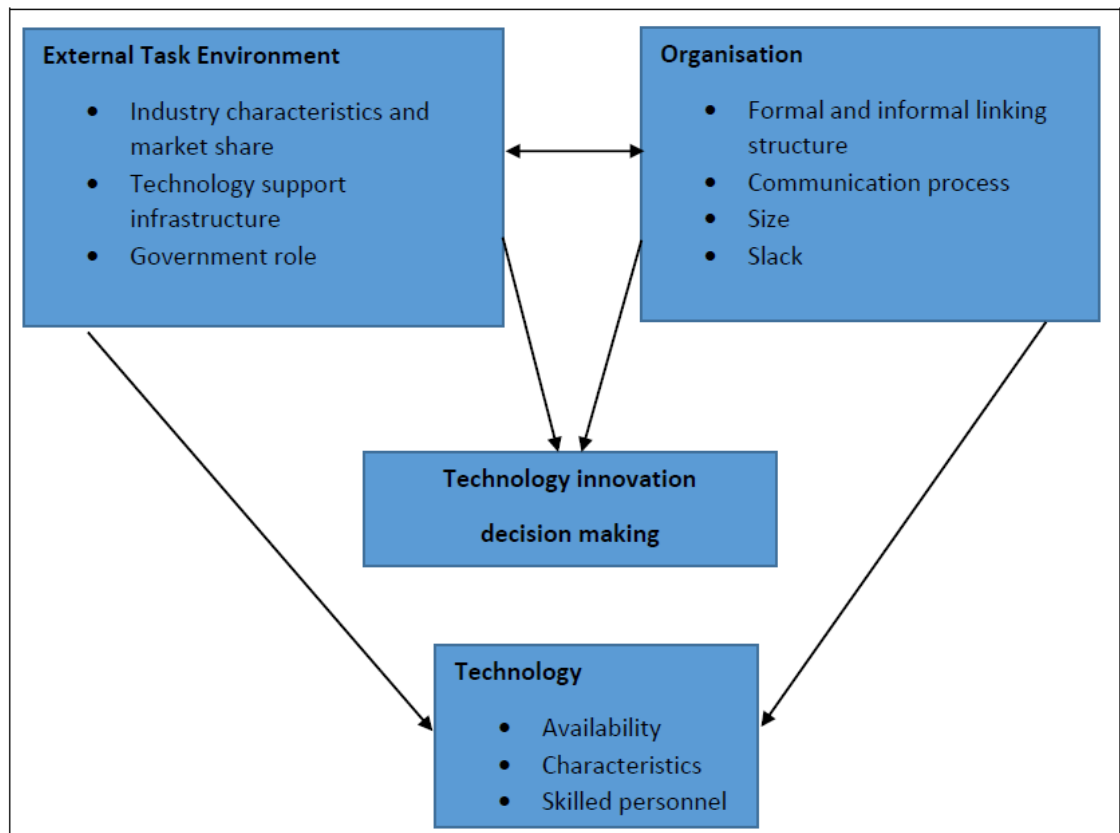 External Task Environment
• Industry characteristics and
market share
• Technology support
infrastructure
• Government role
Organisation
• Formal and informal linking
structure
• Communication process
• Size
• Slack
Technology innovation
decision making
Technology
• Availability
• Characteristics
• Skilled personnel